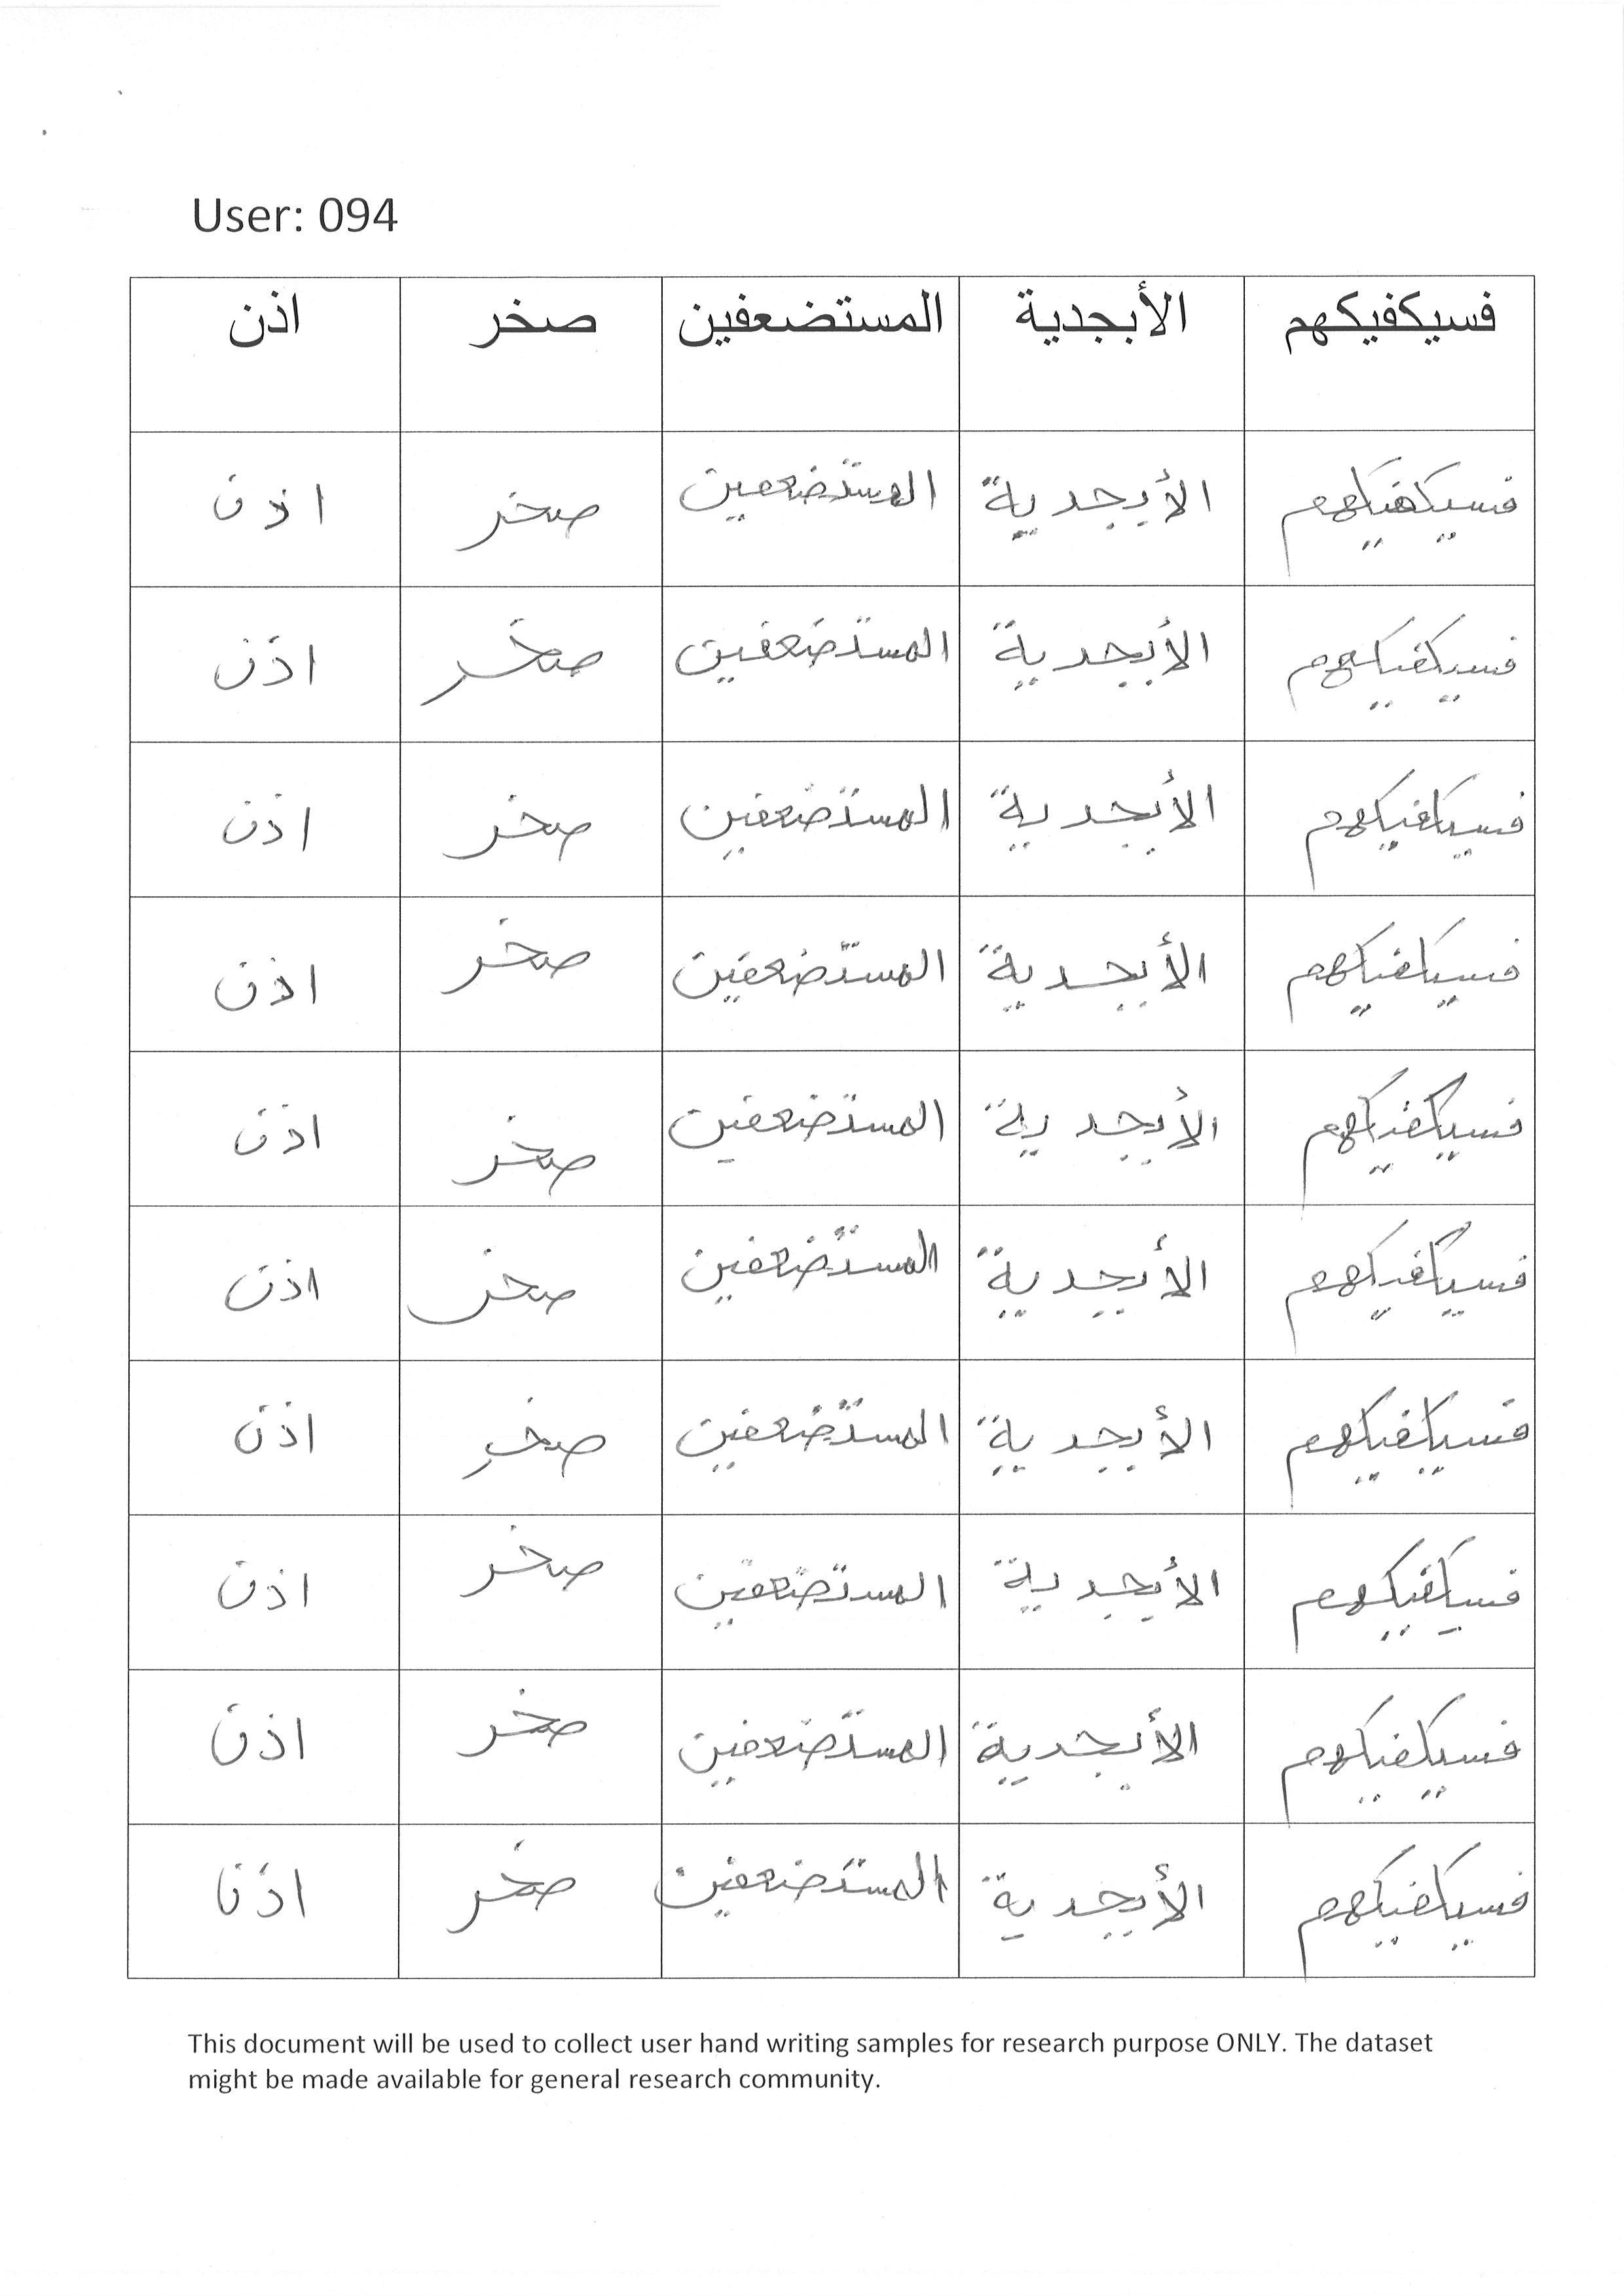 User: 094
فسيكفيكهم الأبجدية المستضعفين صخر اذن
فسيكفيكهم الأبجدية المستضعفين صخر اذن
فسيكفيكهم الأبجدية المستضعفين صخر اذن
فسيكفيكهم الأبجدية المستضعفين صخر اذن
فسيكفيكهم الأبجدية المستضعفين صخر اذن
فسيكفيكهم الأبجدية المستضعفين صخر اذن
فسيكفيكهم الأبجدية المستضعفين صخر اذن
فسيكفيكهم الأبجدية المستضعفين صخر اذن
فسيكفيكهم الأبجدية المستضعفين صخر اذن
فسيكفيكهم الأبجدية المستضعفين صخر اذن
فسيكفيكهم الأبجدية المستضعفين صخر اذن
This document will be used to collect user hand writing samples for research purpose ONLY. The dataset
might be made available for general research community.